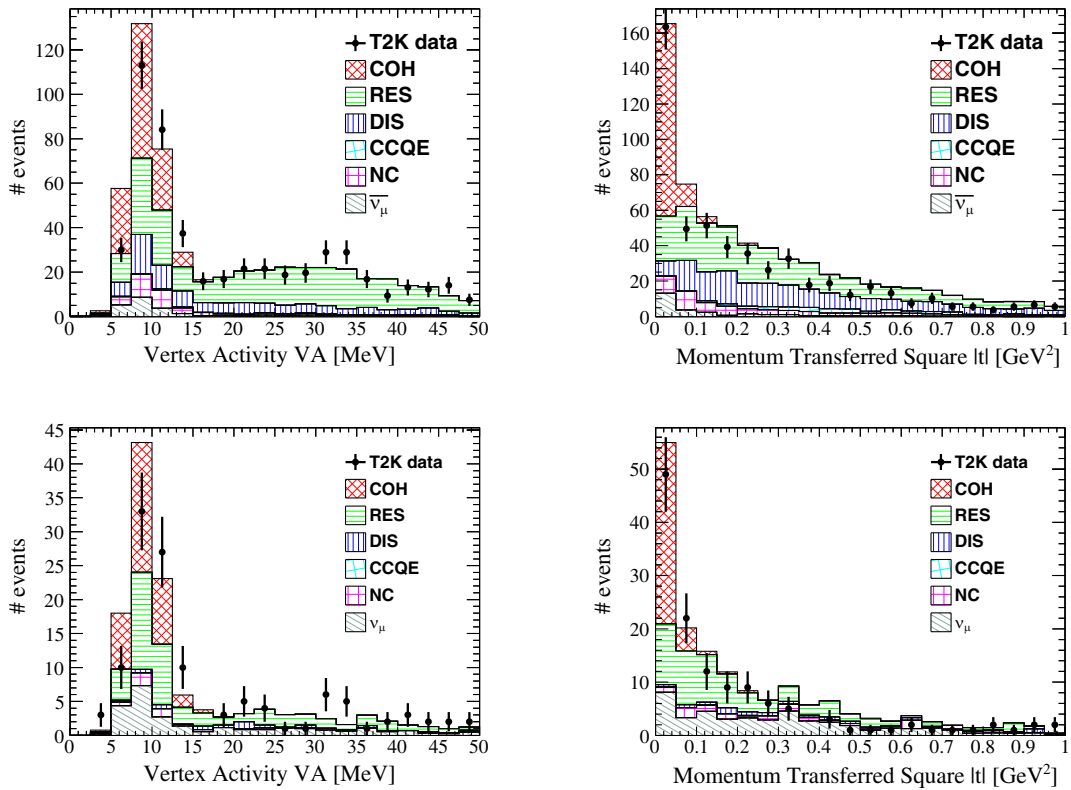 120
100
80
60
40
20
0
# events
T2K data
COH
RES
DIS
CCQE
NC
ν̅μ
0 5 10 15 20 25 30 35 40 45 50
Vertex Activity VA [MeV]
160
140
120
100
80
60
40
20
0
# events
T2K data
COH
RES
DIS
CCQE
NC
ν̅μ
0 0.1 0.2 0.3 0.4 0.5 0.6 0.7 0.8 0.9 1
Momentum Transferred Square |t| [GeV²]
45
40
35
30
25
20
15
10
5
0
# events
T2K data
COH
RES
DIS
CCQE
NC
νμ
0 5 10 15 20 25 30 35 40 45 50
Vertex Activity VA [MeV]
50
40
30
20
10
0
# events
T2K data
COH
RES
DIS
CCQE
NC
νμ
0 0.1 0.2 0.3 0.4 0.5 0.6 0.7 0.8 0.9 1
Momentum Transferred Square |t| [GeV²]